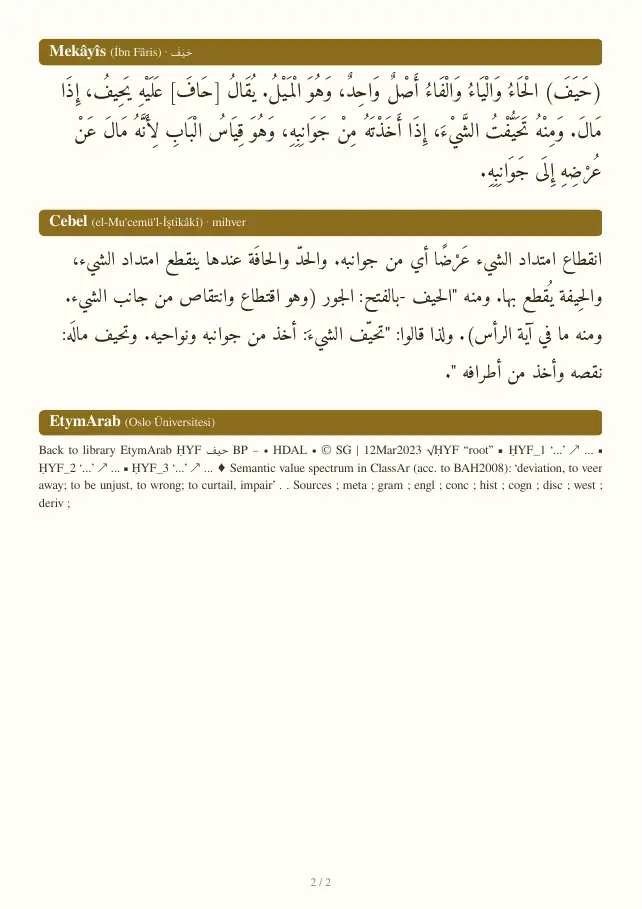 Mekâyîs (İbn Fâris) · حَيَفَ
(حَيَفَ) الْحَاءُ وَالْيَاءُ وَالْفَاءُ أَصْلٌ وَاحِدٌ، وَهُوَ الْمَيْلُ. يُقَالُ [حَافَ] عَلَيْهِ يَحِيفُ، إِذَا
مَالَ. وَمِنْهُ تَحَيَّفْتُ الشَّيْءَ، إِذَا أَخَذْتَهُ مِنْ جَوَانِبِهِ، وَهُوَ قِيَاسُ الْبَابِ لِأَنَّهُ مَالَ عَنْ
عُرْضِهِ إِلَى جَوَانِبِهِ.
Cebel (el-Mu'cemü'l-İştikâkî) · mihver
انقطاع امتداد الشيء عَرْضًا أي من جوانبه. والحدّ والحافَة عندها ينقطع امتداد الشيء،
والحِيفة يُقطع بها. ومنه "الحيف -بالفتح: الجور (وهو اقتطاع وانتقاص من جانب الشيء.
ومنه ما في آية الرأس). ولذا قالوا: "تحيّف الشيءَ: أخذ من جوانبه ونواحيه. وتحيف مالَه:
نقصه وأخذ من أطرافه ".
EtymArab (Oslo Üniversitesi)
Back to library EtymArab ḤYF حيف BP – • HDAL • © SG | 12Mar2023 √ḤYF “root” ▪ ḤYF_1 ‘...’ ↗ ... ▪
ḤYF_2 ‘...’ ↗ ... ▪ ḤYF_3 ‘...’ ↗ ... ♦ Semantic value spectrum in ClassAr (acc. to BAH2008): ‘deviation, to veer
away; to be unjust, to wrong; to curtail, impair’ . . Sources ; meta ; gram ; engl ; conc ; hist ; cogn ; disc ; west ;
deriv ;
2 / 2